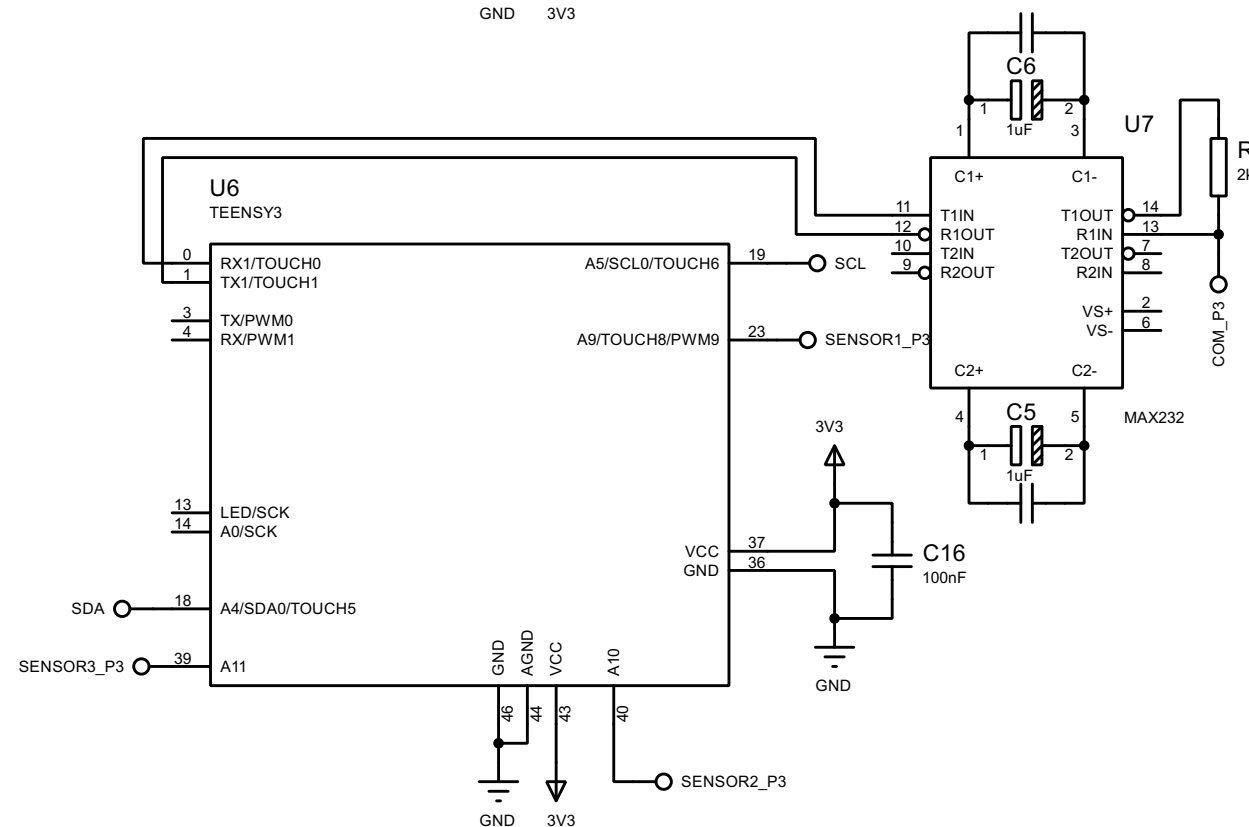 GND 3V3
C6
1 2
1uF
1 3
U7
R
2K
C1+ C1-
U6
TEENSY3
11 T1IN T1OUT 14
12 R1OUT R1IN 13
10 T2IN T2OUT 7
9 R2OUT R2IN 8
VS+ 2
VS- 6
C2+ C2-
COM_P3
0 RX1/TOUCH0 A5/SCL0/TOUCH6 19 SCL
1 TX1/TOUCH1
3 TX/PWM0
4 RX/PWM1 A9/TOUCH8/PWM9 23 SENSOR1_P3
4 C5 5 MAX232
1 2
1uF
3V3
13 LED/SCK
14 A0/SCK
VCC 37
GND 36
C16
100nF
SDA 18 A4/SDA0/TOUCH5
SENSOR3_P3 39 A11
GND AGND VCC A10
GND
46 44 43 40
SENSOR2_P3
GND 3V3